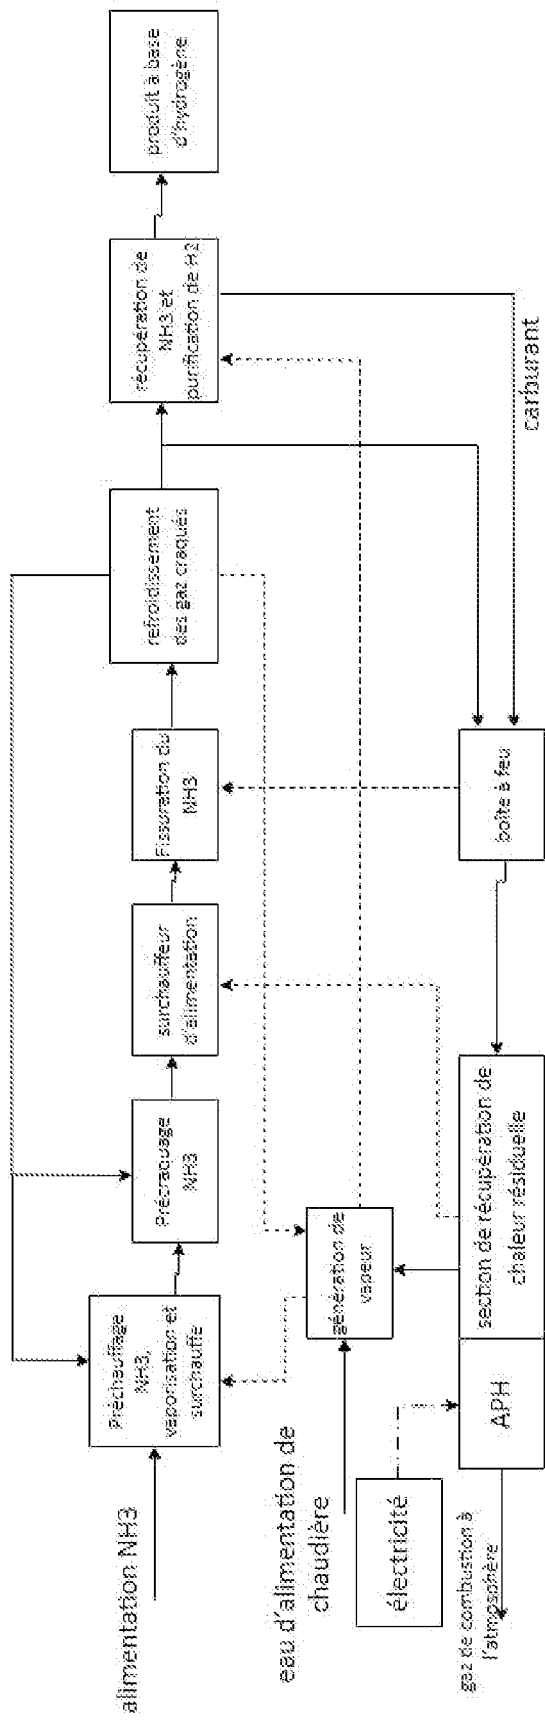 alimentation NH3
Préchauffage
NH3,
vaporisation et
surchauffe
Précraquage
NH3
surchauffeur
d'alimentation
Fissuration du
NH3
refroidissement
des gaz craqués
récupération de
NH3 et
purification de H2
produit à base
d'hydrogène
eau d'alimentation de
chaudière
génération de
vapeur
carburant
électricité
gaz de combustion à
l'atmosphère
APH
section de récupération de
chaleur résiduelle
boîte à feu